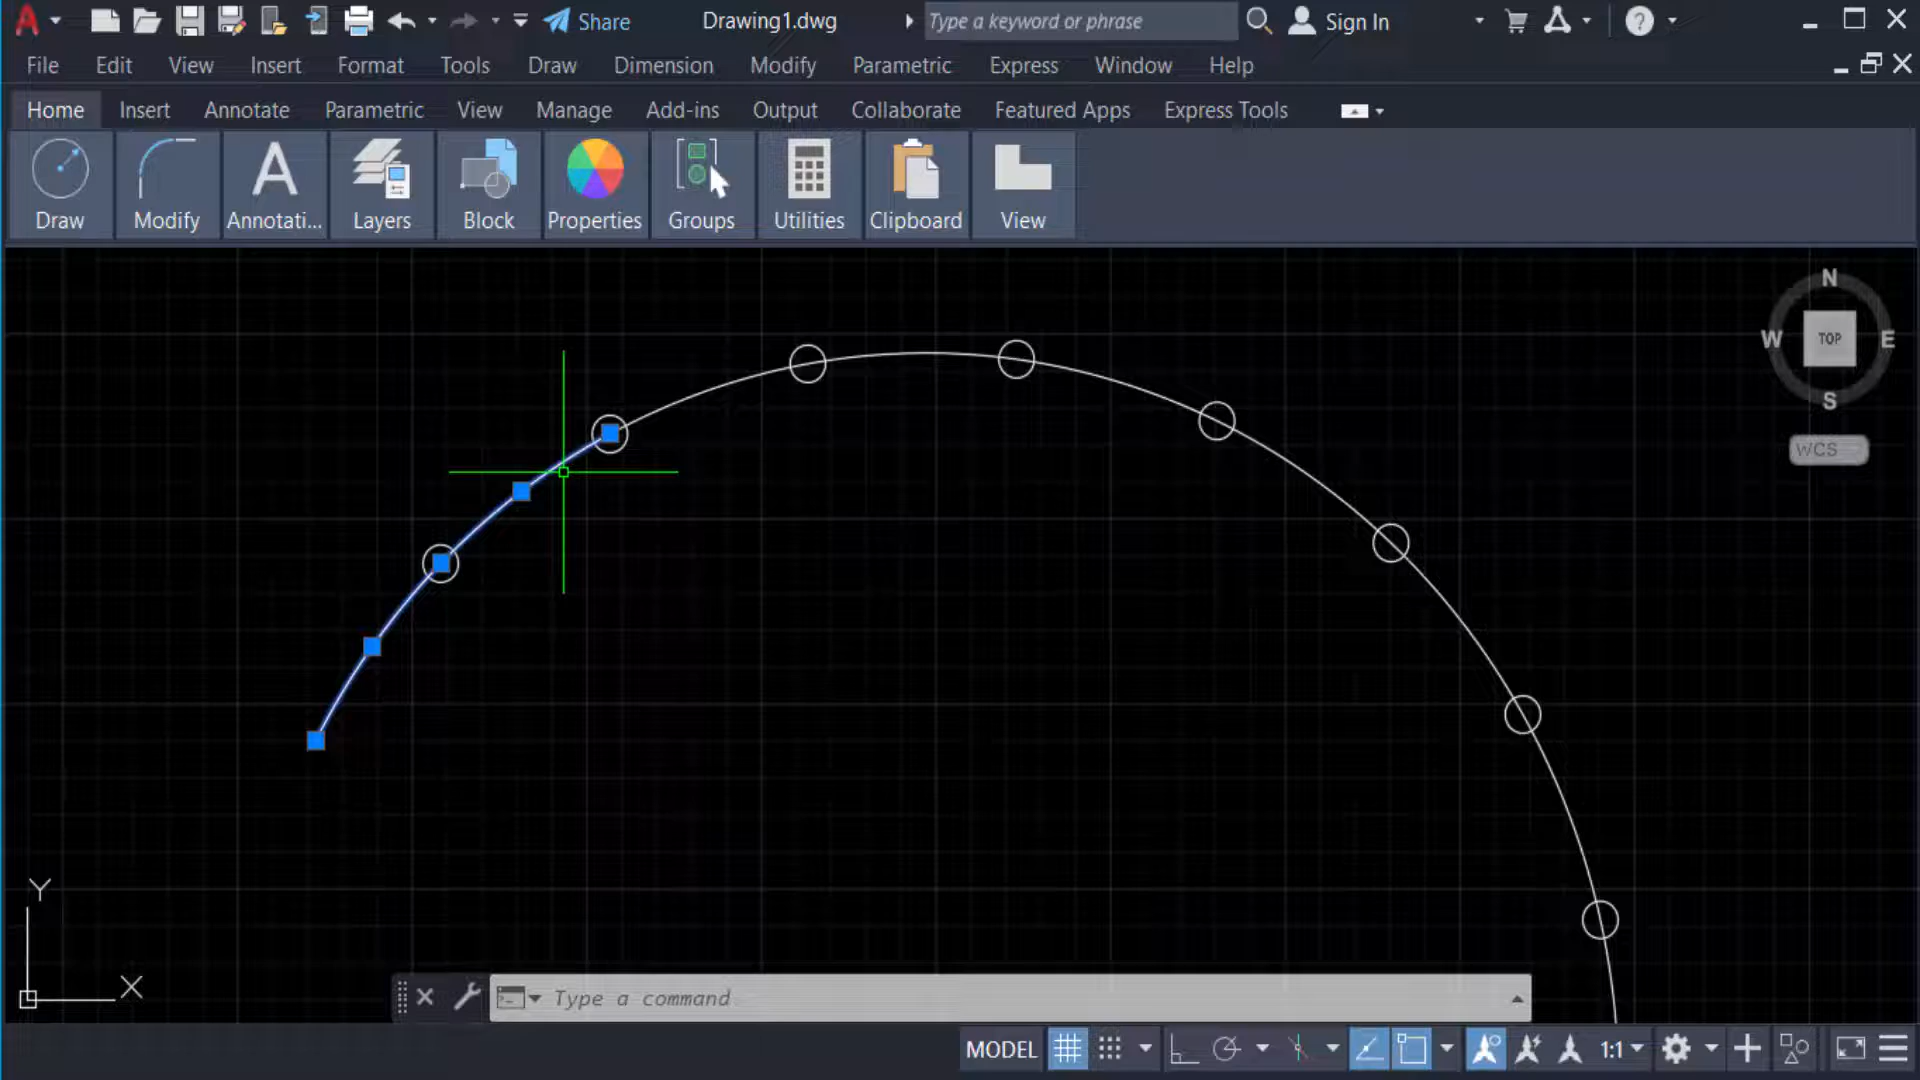 Share
Drawing1.dwg
Type a keyword or phrase
Sign In
File Edit View Insert Format Tools Draw Dimension Modify Parametric Express Window Help
Home Insert Annotate Parametric View Manage Add-ins Output Collaborate Featured Apps Express Tools
Draw Modify Annotati... Layers Block Properties Groups Utilities Clipboard View
N
W TOP E
S
WCS
Y
X
Type a command
MODEL 1:1